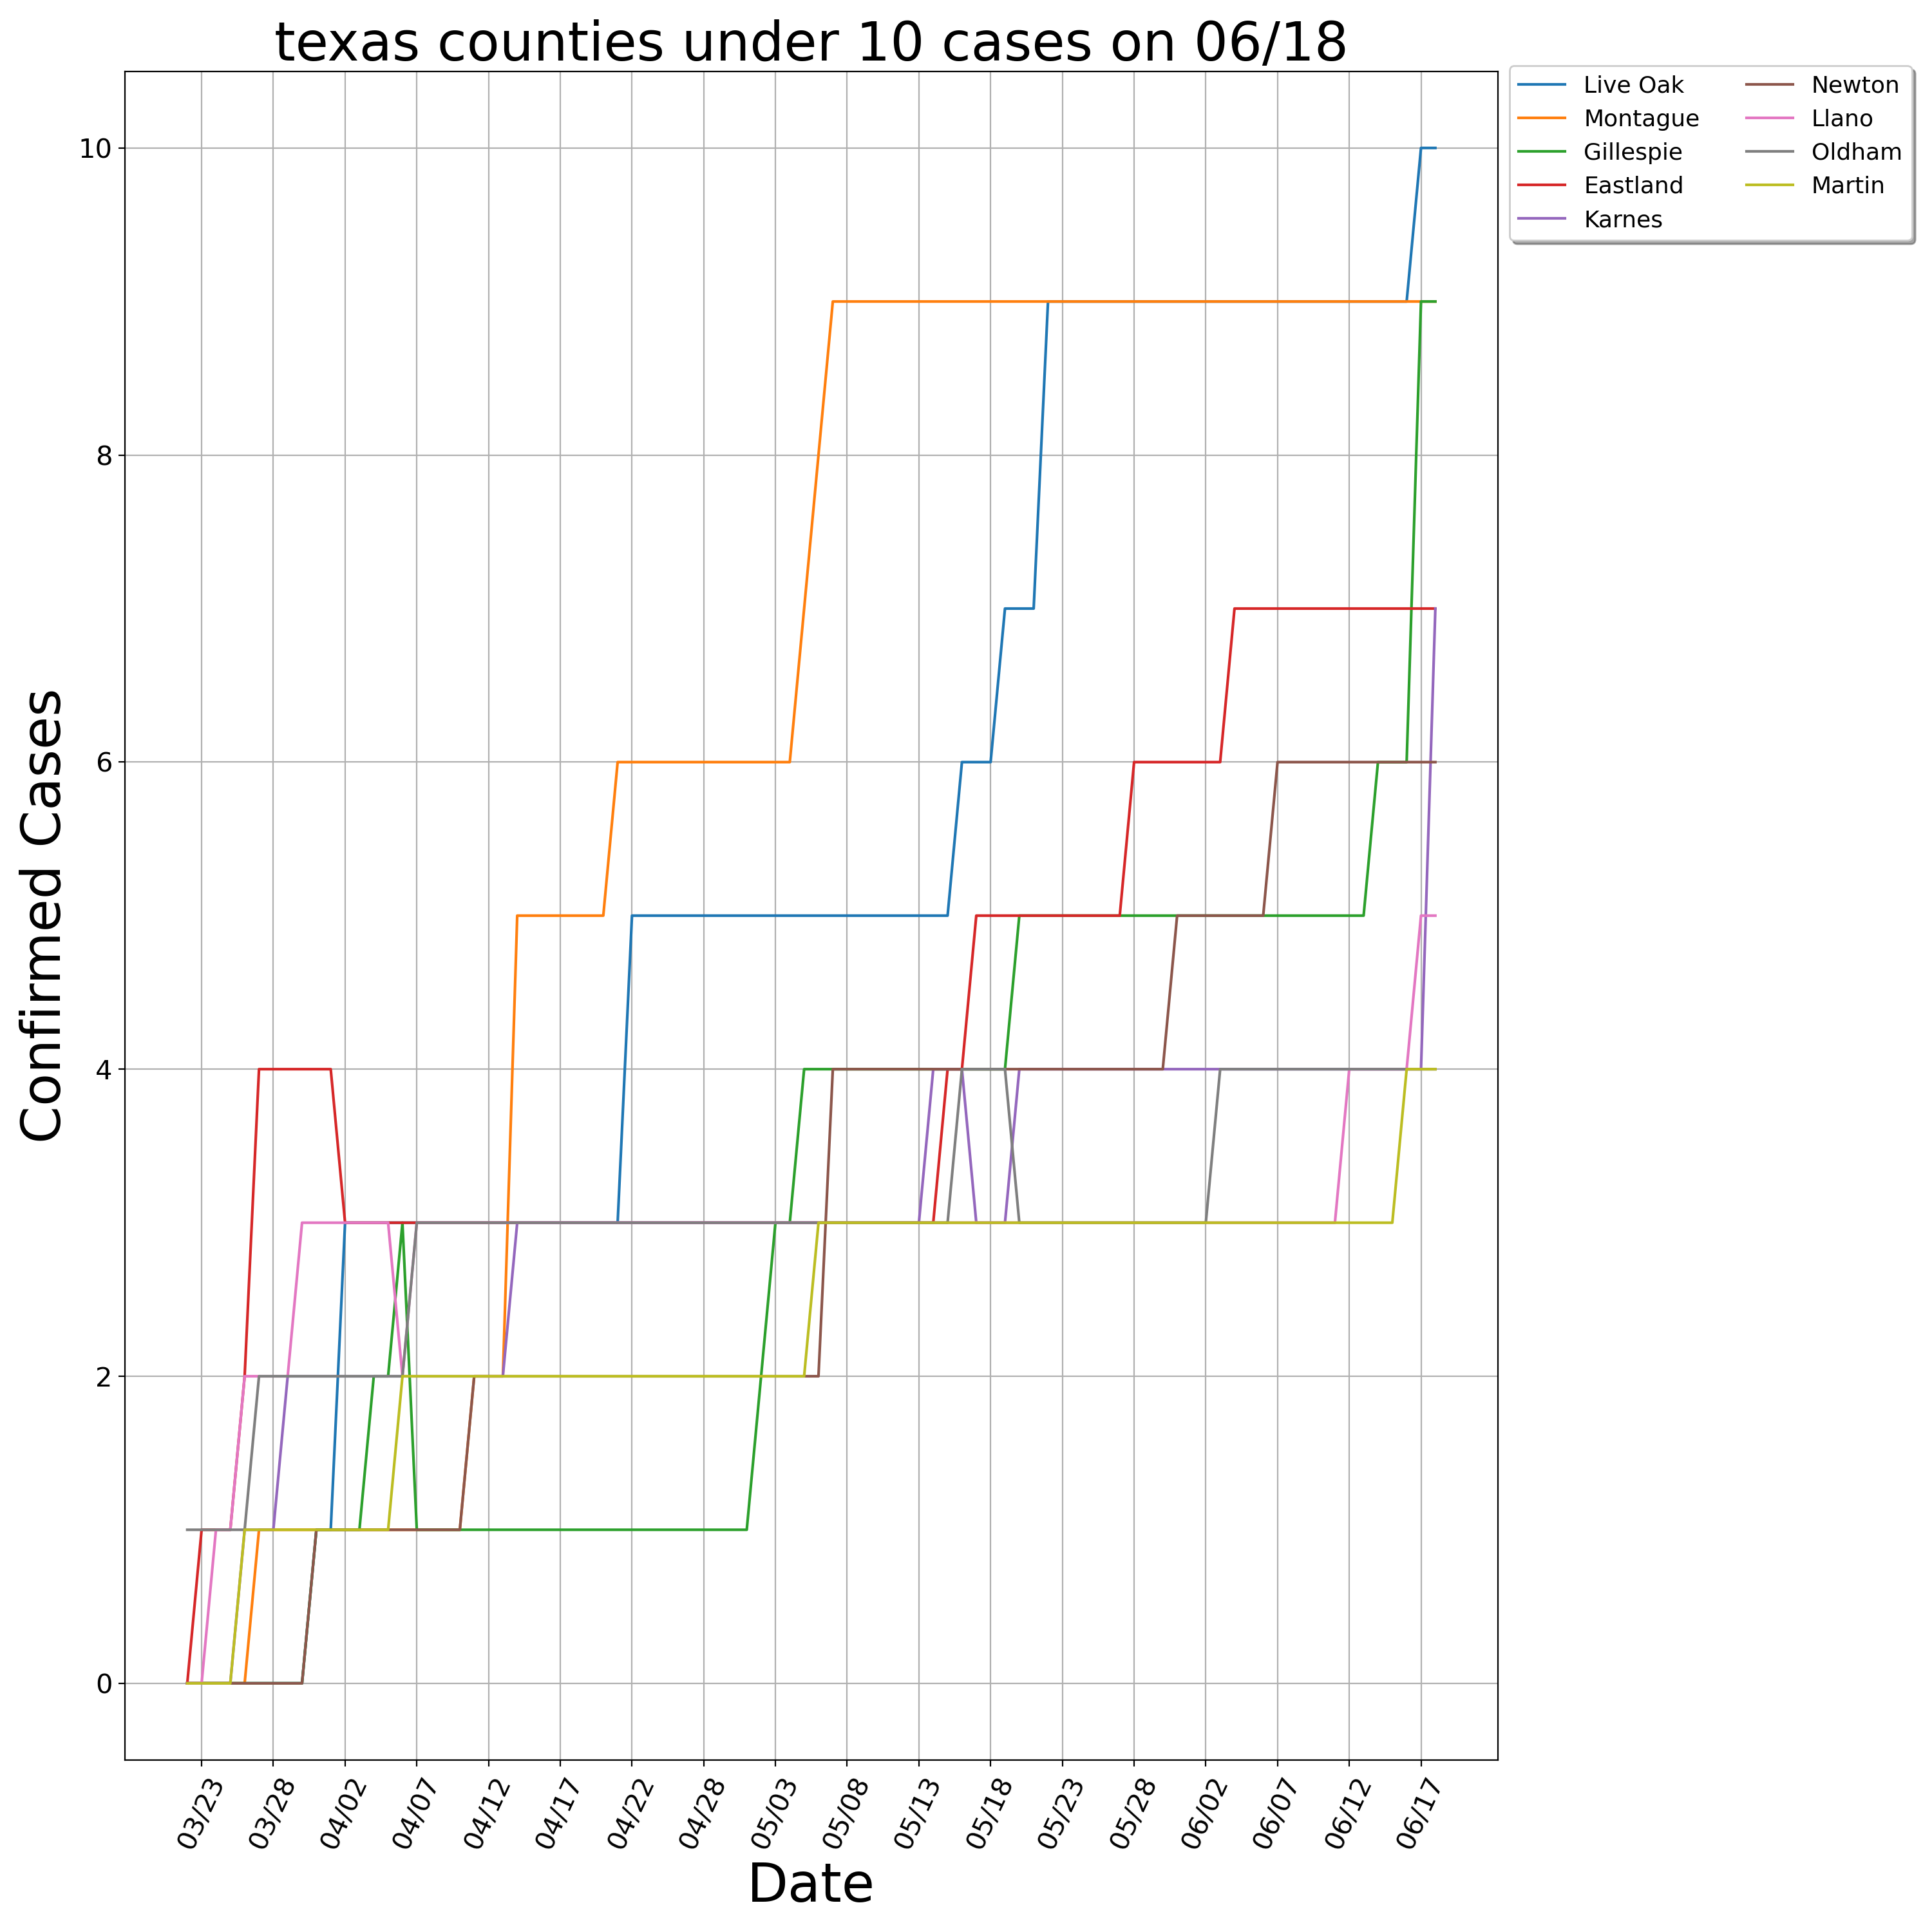 texas counties under 10 cases on 06/18
Live Oak
Montague
Gillespie
Eastland
Karnes
Newton
Llano
Oldham
Martin
Confirmed Cases
10
8
6
4
2
0
03/23
03/28
04/02
04/07
04/12
04/17
04/22
04/28
05/03
05/08
05/13
05/18
05/23
05/28
06/02
06/07
06/12
06/17
Date